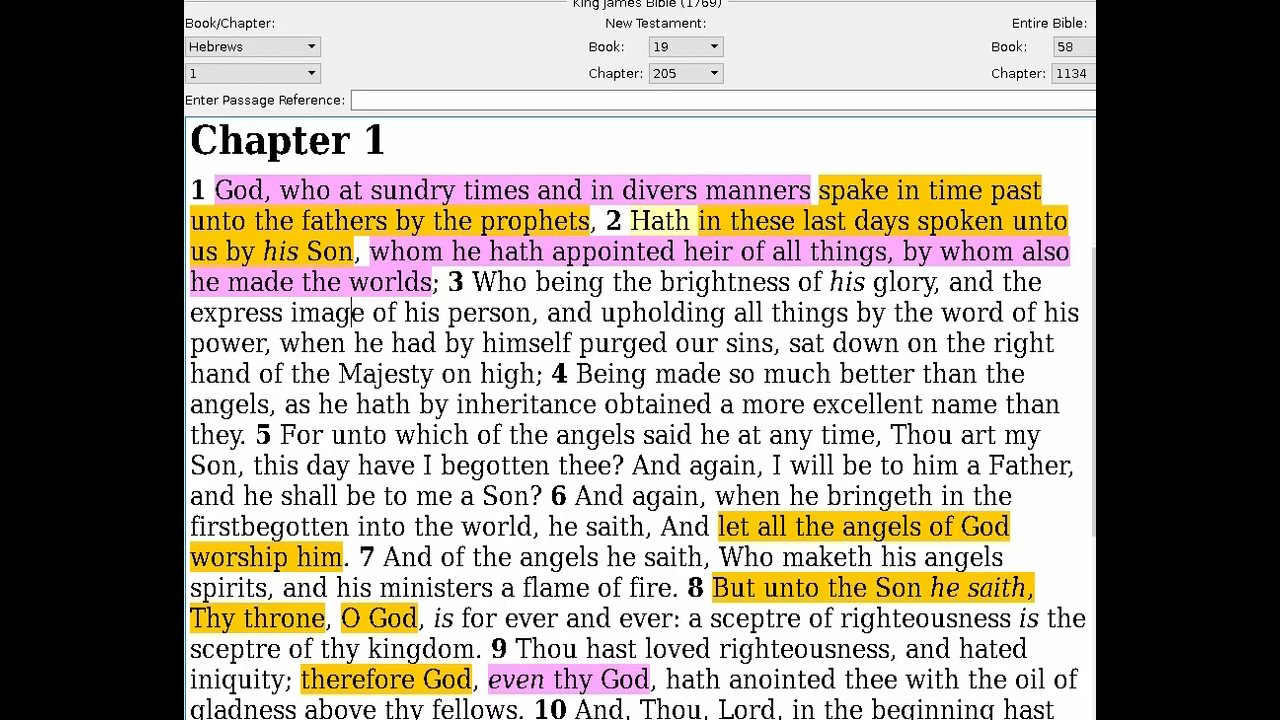 King James Bible (1769)
Book/Chapter: New Testament: Entire Bible:
Hebrews Book: 19 Book: 58
1 Chapter: 205 Chapter: 1134
Enter Passage Reference:
Chapter 1
1 God, who at sundry times and in divers manners spake in time past
unto the fathers by the prophets, 2 Hath in these last days spoken unto
us by his Son, whom he hath appointed heir of all things, by whom also
he made the worlds; 3 Who being the brightness of his glory, and the
express image of his person, and upholding all things by the word of his
power, when he had by himself purged our sins, sat down on the right
hand of the Majesty on high; 4 Being made so much better than the
angels, as he hath by inheritance obtained a more excellent name than
they. 5 For unto which of the angels said he at any time, Thou art my
Son, this day have I begotten thee? And again, I will be to him a Father,
and he shall be to me a Son? 6 And again, when he bringeth in the
firstbegotten into the world, he saith, And let all the angels of God
worship him. 7 And of the angels he saith, Who maketh his angels
spirits, and his ministers a flame of fire. 8 But unto the Son he saith,
Thy throne, O God, is for ever and ever: a sceptre of righteousness is the
sceptre of thy kingdom. 9 Thou hast loved righteousness, and hated
iniquity; therefore God, even thy God, hath anointed thee with the oil of
gladness above thy fellows. 10 And, Thou, Lord, in the beginning hast